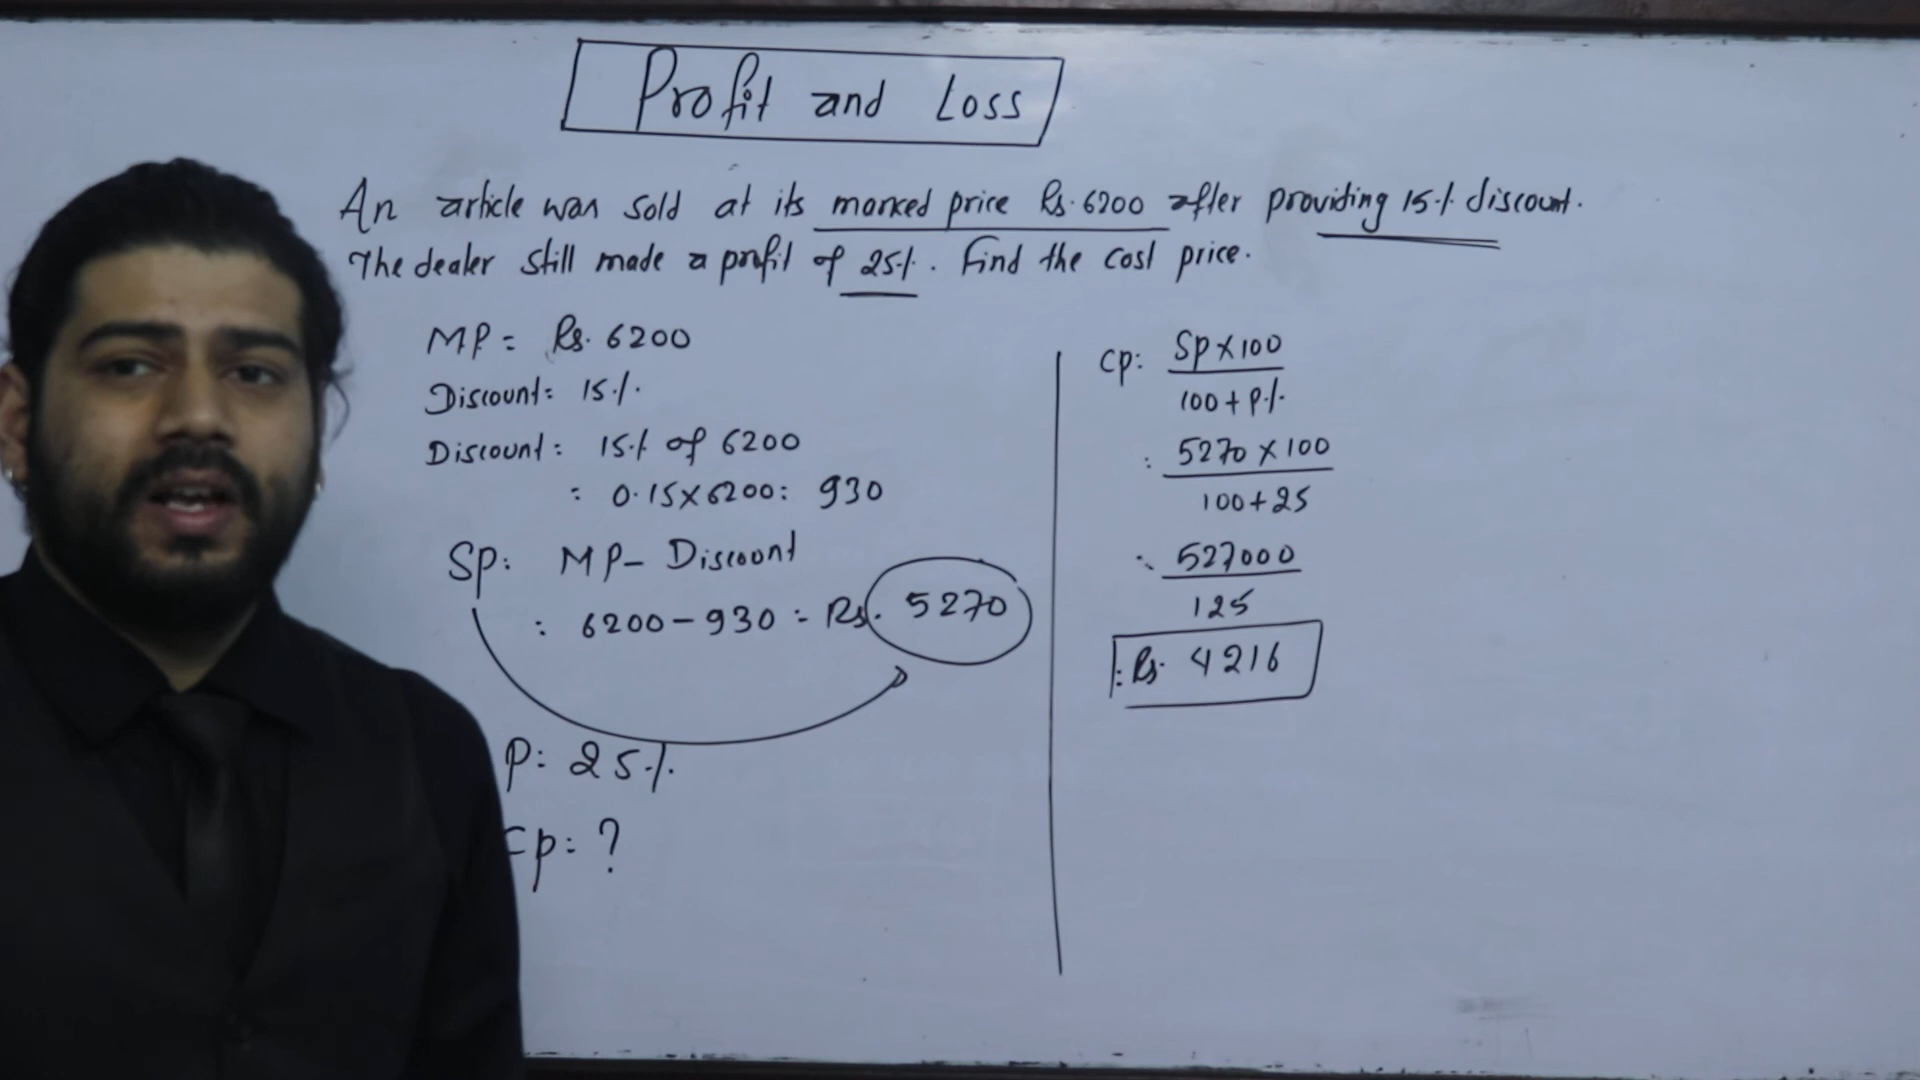 Profit and Loss
An article was sold at its marked price Rs. 6200 after providing 15% discount.
The dealer still made a profit of 25%. Find the cost price.
MP = Rs. 6200
Discount = 15%
Discount = 15% of 6200
= 0.15 × 6200 = 930
SP = MP - Discount
= 6200 - 930 = Rs. 5270
P = 25%
CP = ?
CP = SP × 100
100 + P%
= 5270 × 100
100 + 25
= 527000
125
= Rs. 4216